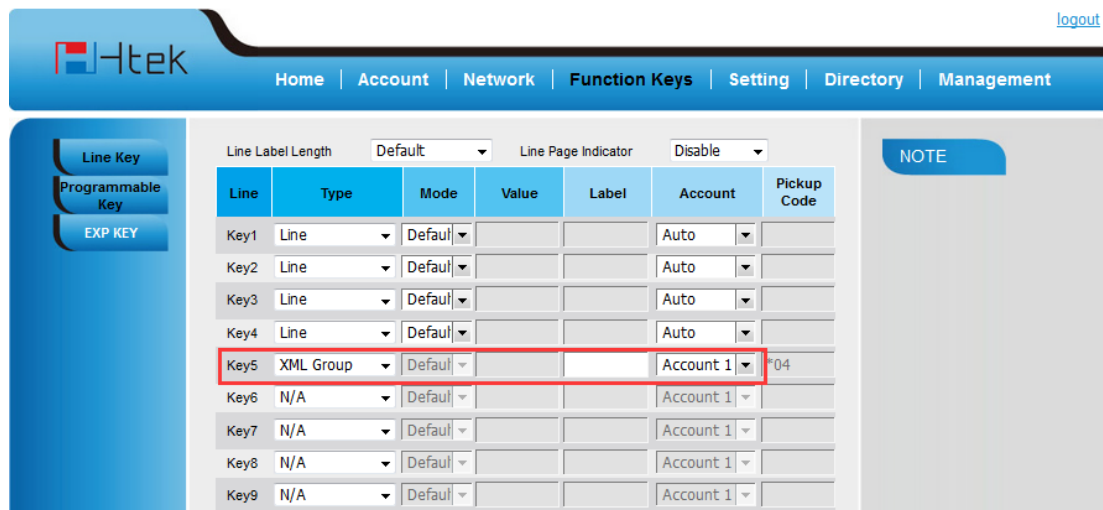 logout
Htek
Home | Account | Network | Function Keys | Setting | Directory | Management
Line Key
Programmable Key
EXP KEY
Line Label Length Default Line Page Indicator Disable
NOTE
Line Type Mode Value Label Account Pickup Code
Key1 Line Defaul Auto
Key2 Line Defaul Auto
Key3 Line Defaul Auto
Key4 Line Defaul Auto
Key5 XML Group Defaul Account 1 *04
Key6 N/A Defaul Account 1
Key7 N/A Defaul Account 1
Key8 N/A Defaul Account 1
Key9 N/A Defaul Account 1